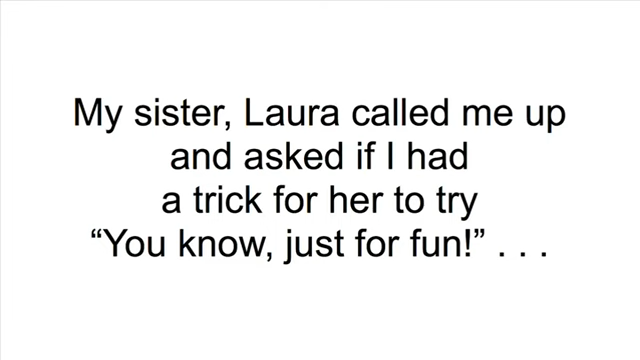 My sister, Laura called me up
and asked if I had
a trick for her to try
“You know, just for fun!” . . .